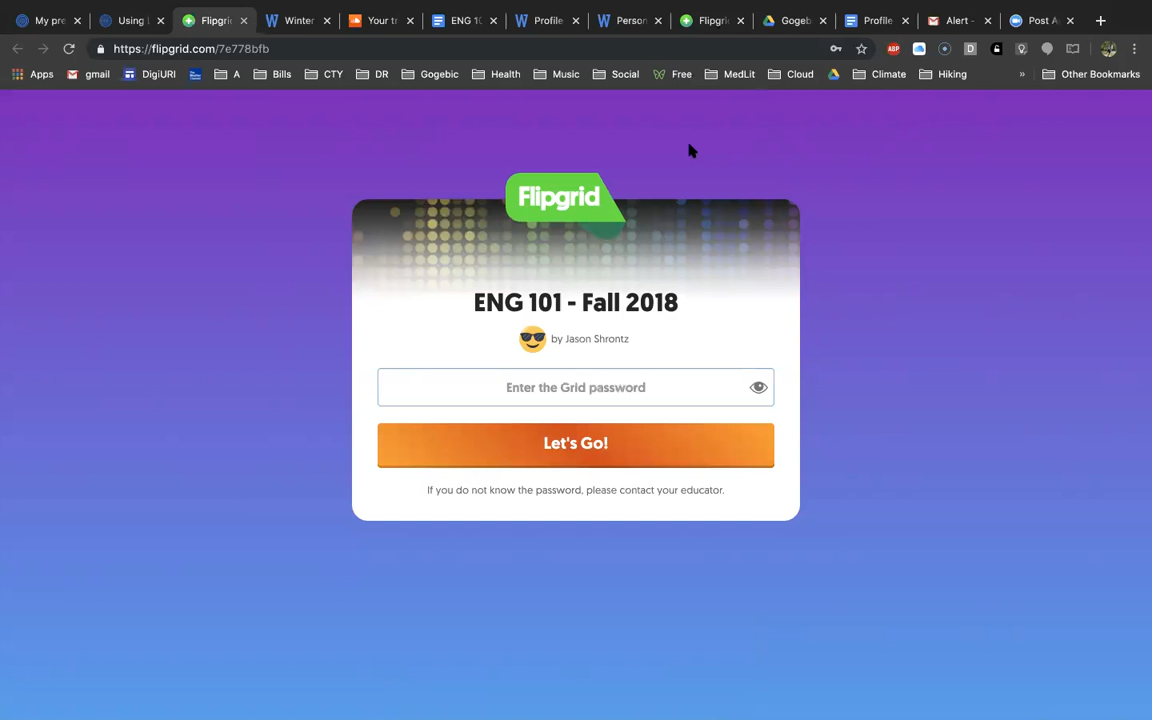 My pre
Using L
Flipgri
Winter
Your tr
ENG 10
Profile
Person
Flipgri
Gogeb
Profile
Alert -
Post A
https://flipgrid.com/7e778bfb
ABP
D
Apps
gmail
DigiURI
A
Bills
CTY
DR
Gogebic
Health
Music
Social
Free
MedLit
Cloud
Climate
Hiking
»
Other Bookmarks
Flipgrid
ENG 101 - Fall 2018
by Jason Shrontz
Enter the Grid password
Let's Go!
If you do not know the password, please contact your educator.